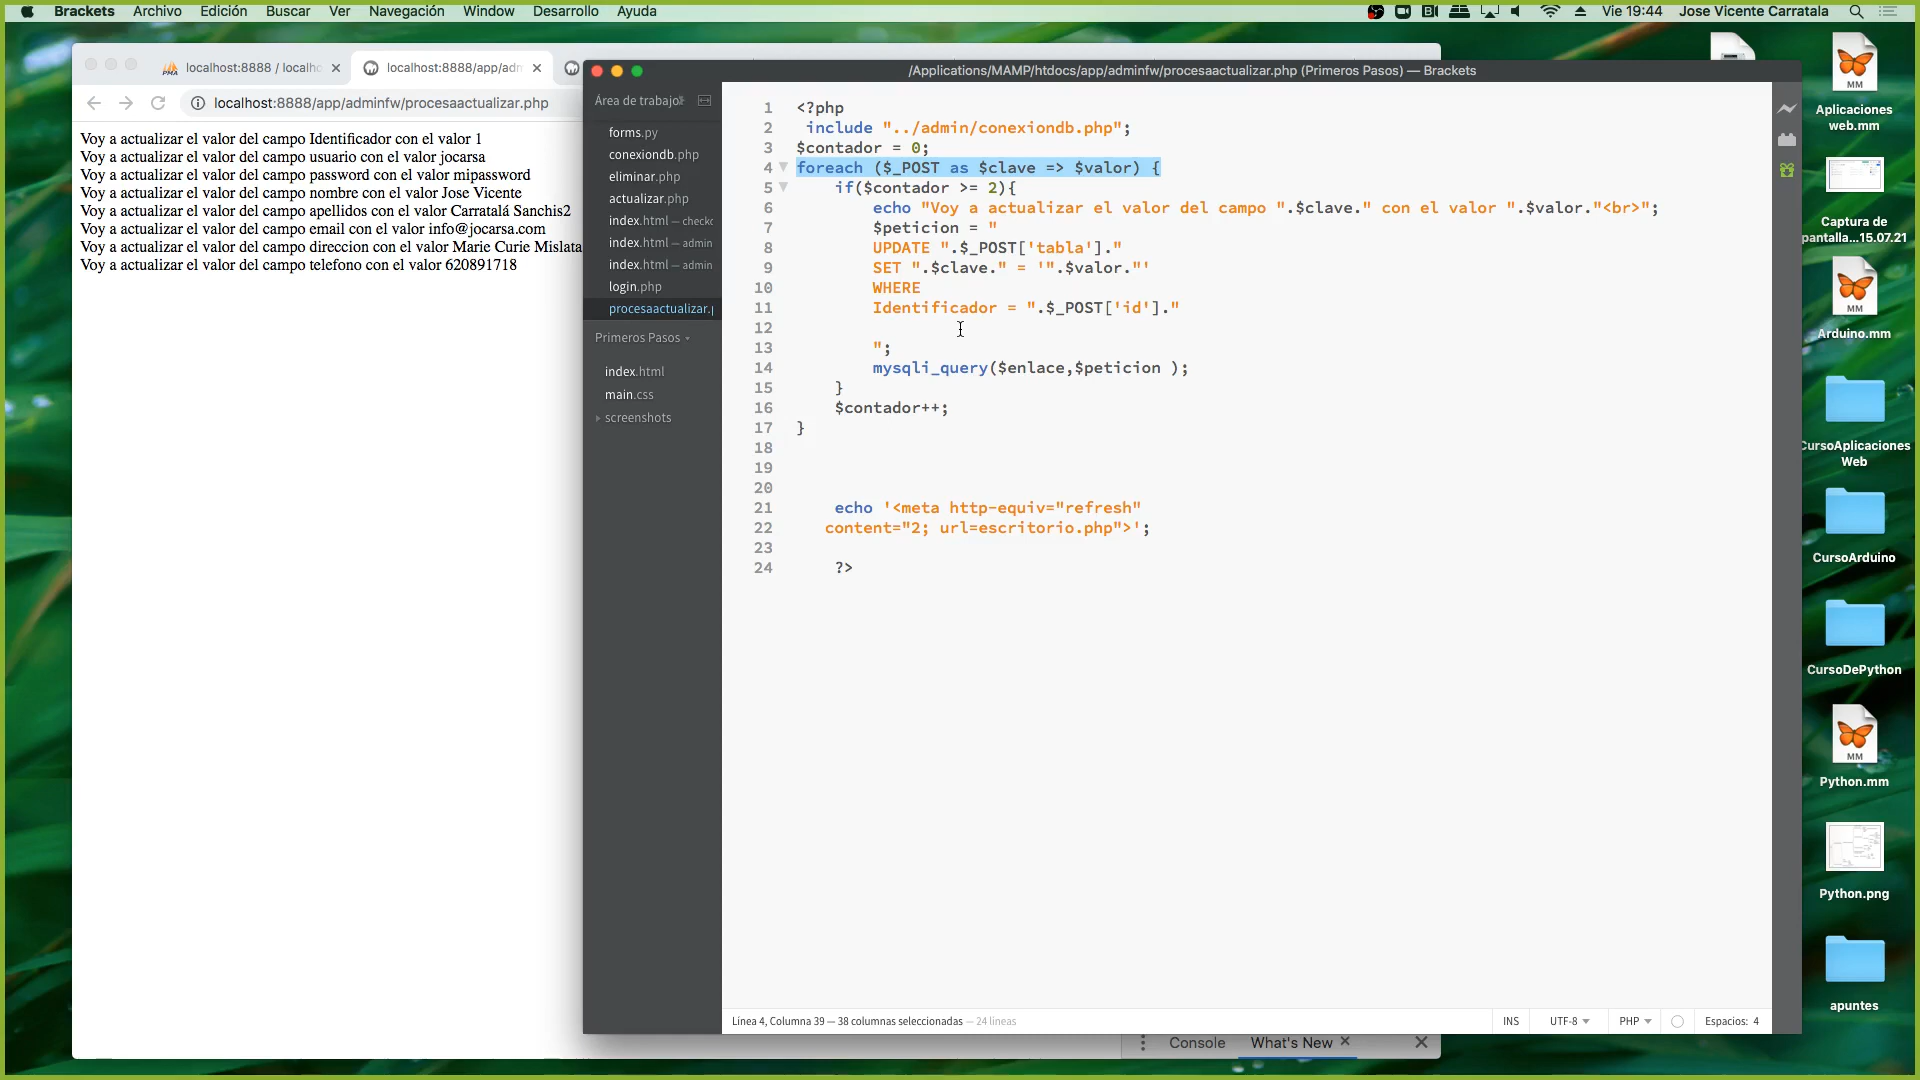 Brackets Archivo Edición Buscar Ver Navegación Window Desarrollo Ayuda
Vie 19:44 Jose Vicente Carratala
localhost:8888 / localho
localhost:8888/app/adm
localhost:8888/app/adminfw/procesaactualizar.php
Voy a actualizar el valor del campo Identificador con el valor 1
Voy a actualizar el valor del campo usuario con el valor jocarsa
Voy a actualizar el valor del campo password con el valor mipassword
Voy a actualizar el valor del campo nombre con el valor Jose Vicente
Voy a actualizar el valor del campo apellidos con el valor Carratalá Sanchis2
Voy a actualizar el valor del campo email con el valor info@jocarsa.com
Voy a actualizar el valor del campo direccion con el valor Marie Curie Mislata
Voy a actualizar el valor del campo telefono con el valor 620891718
/Applications/MAMP/htdocs/app/adminfw/procesaactualizar.php (Primeros Pasos) — Brackets
Área de trabajo
forms.py
conexiondb.php
eliminar.php
actualizar.php
index.html — checkc
index.html — admin
index.html — admin
login.php
procesaactualizar.p
Primeros Pasos
index.html
main.css
screenshots
1 <?php
2 include "../admin/conexiondb.php";
3 $contador = 0;
4 foreach ($_POST as $clave => $valor) {
5 if($contador >= 2){
6 echo "Voy a actualizar el valor del campo ".$clave." con el valor ".$valor."<br>";
7 $peticion = "
8 UPDATE ".$_POST['tabla']."
9 SET ".$clave." = '".$valor."'
10 WHERE
11 Identificador = ".$_POST['id']."
12
13 ";
14 mysqli_query($enlace,$peticion );
15 }
16 $contador++;
17 }
18
19
20
21 echo '<meta http-equiv="refresh"
22 content="2; url=escritorio.php">';
23
24 ?>
Línea 4, Columna 39 — 38 columnas seleccionadas — 24 líneas
INS UTF-8 PHP Espacios: 4
Console What's New
MM
Aplicaciones
web.mm
Captura de
pantalla...15.07.21
MM
Arduino.mm
CursoAplicaciones
Web
CursoArduino
CursoDePython
MM
Python.mm
Python.png
apuntes